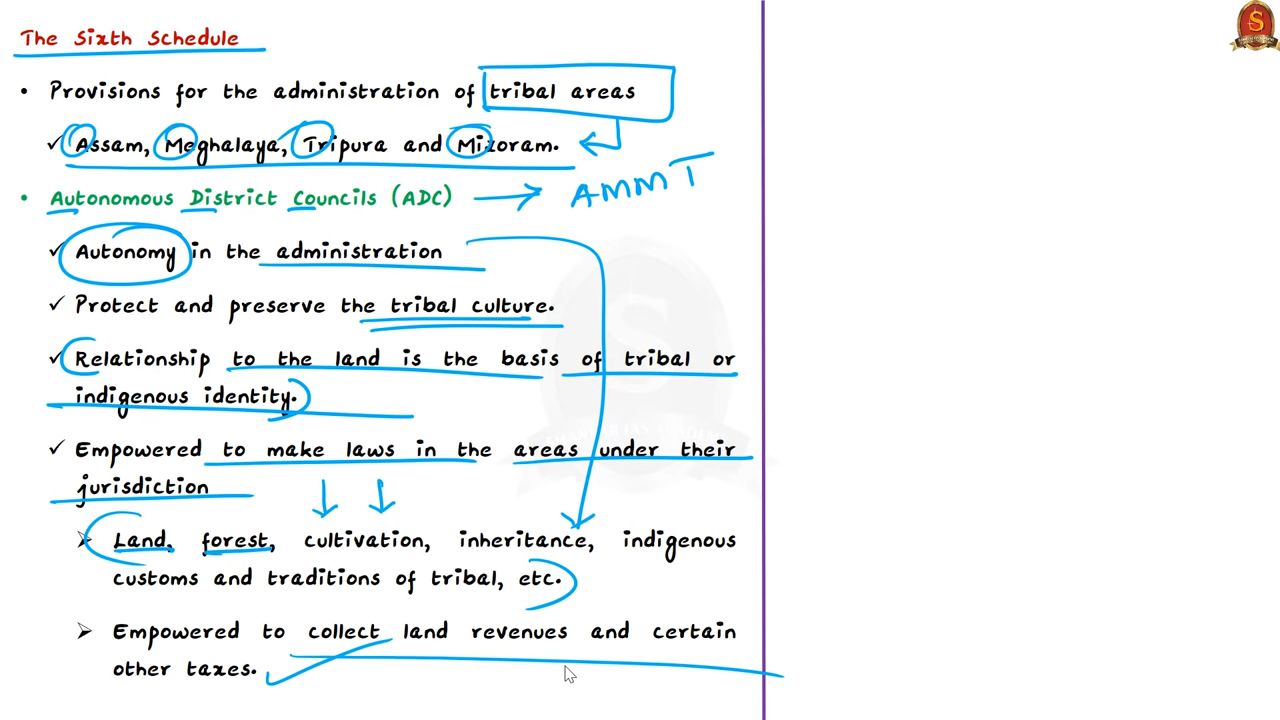 The Sixth Schedule
• Provisions for the administration of tribal areas
✓ Assam, Meghalaya, Tripura and Mizoram.
• Autonomous District Councils (ADC) → AMMT
✓ Autonomy in the administration
✓ Protect and preserve the tribal culture.
✓ Relationship to the land is the basis of tribal or
indigenous identity.
✓ Empowered to make laws in the areas under their
jurisdiction
➢ Land, forest, cultivation, inheritance, indigenous
customs and traditions of tribal, etc.
➢ Empowered to collect land revenues and certain
other taxes.